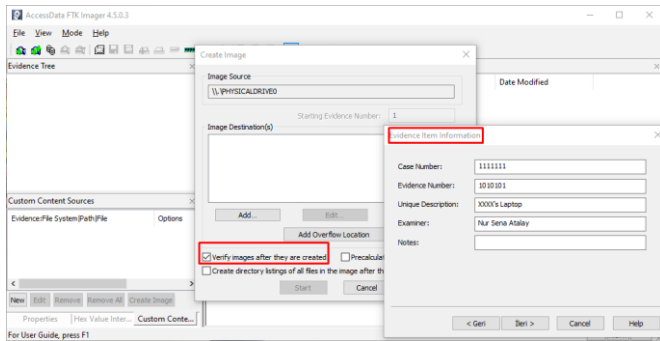 AccessData FTK Imager 4.5.0.3
File View Mode Help
Evidence Tree
Custom Content Sources
Evidence:File System|Path|File Options
New Edit Remove Remove All Create Image
Properties Hex Value Inter... Custom Conte...
For User Guide, press F1
Date Modified
Create Image
Image Source
\\.\PHYSICALDRIVE0
Starting Evidence Number: 1
Image Destination(s)
Add... Edit...
Add Overflow Location
Verify images after they are created
Create directory listings of all files in the image after th
Start Cancel
Evidence Item Information
Case Number: 1111111
Evidence Number: 1010101
Unique Description: XXXX's Laptop
Examiner: Nur Sena Atalay
Notes:
< Geri İleri > Cancel Help